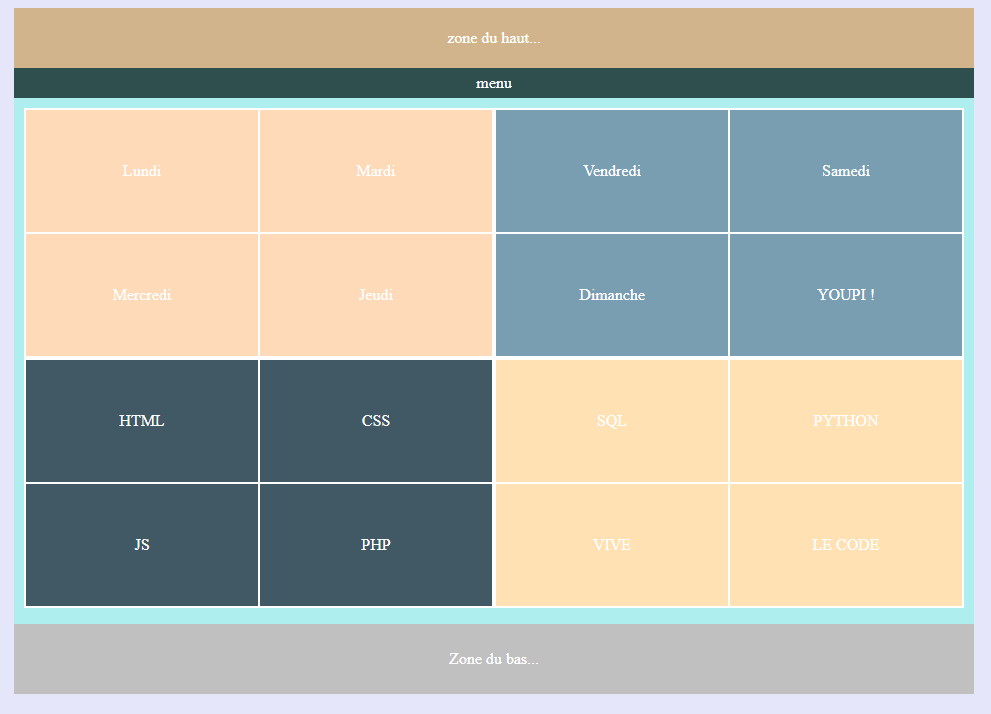 zone du haut...
menu
Lundi
Mardi
Vendredi
Samedi
Mercredi
Jeudi
Dimanche
YOUPI !
HTML
CSS
SQL
PYTHON
JS
PHP
VIVE
LE CODE
Zone du bas...